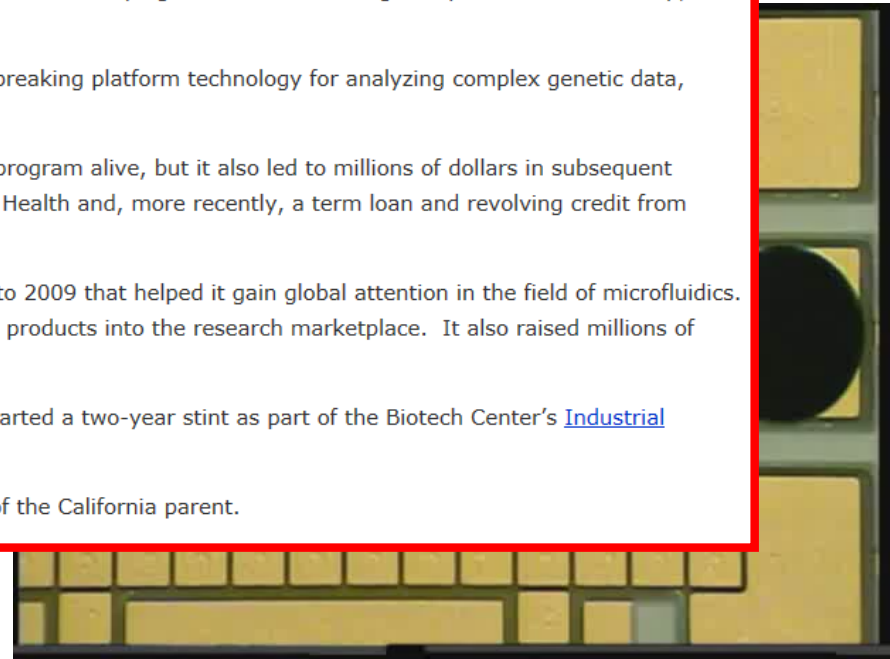 breaking platform technology for analyzing complex genetic data,
program alive, but it also led to millions of dollars in subsequent
Health and, more recently, a term loan and revolving credit from
to 2009 that helped it gain global attention in the field of microfluidics.
products into the research marketplace.  It also raised millions of
arted a two-year stint as part of the Biotech Center’s Industrial
of the California parent.